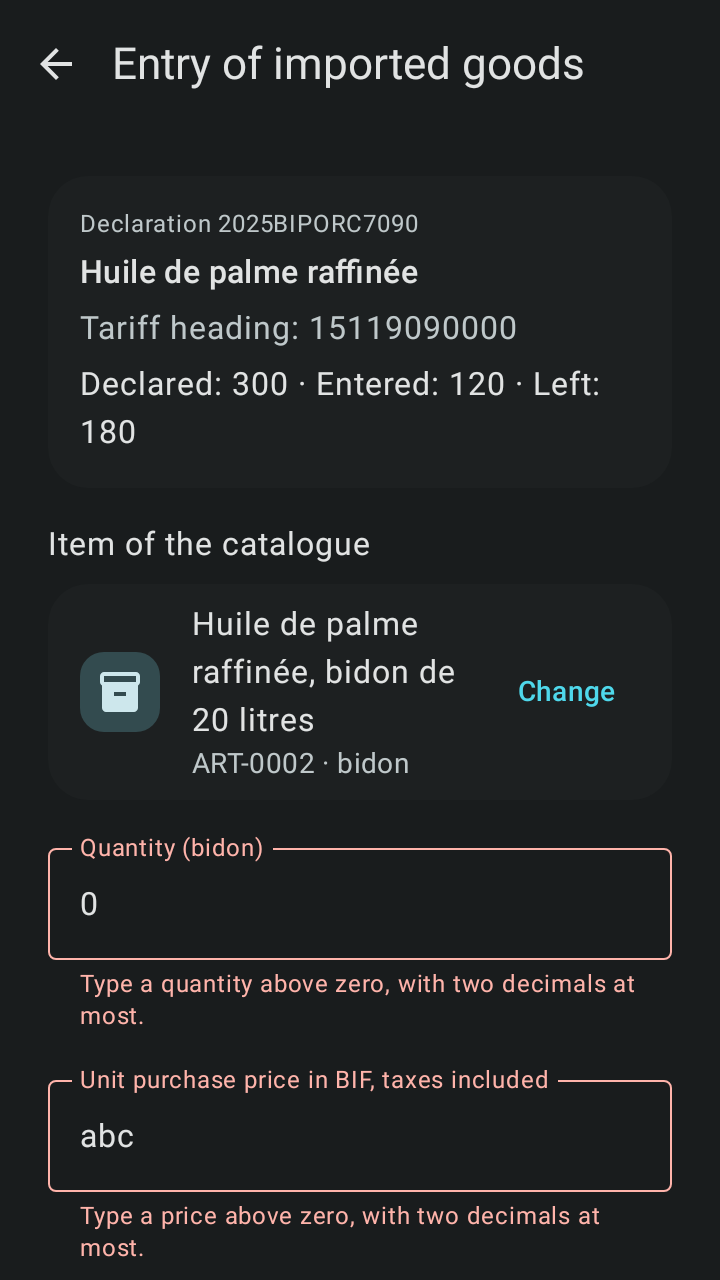 Entry of imported goods
Declaration 2025BIPORC7090
Huile de palme raffinée
Tariff heading: 15119090000
Declared: 300 · Entered: 120 · Left:
180
Item of the catalogue
Huile de palme
raffinée, bidon de
20 litres
Change
ART-0002 · bidon
Quantity (bidon)
0
Type a quantity above zero, with two decimals at
most.
Unit purchase price in BIF, taxes included
abc
Type a price above zero, with two decimals at
most.